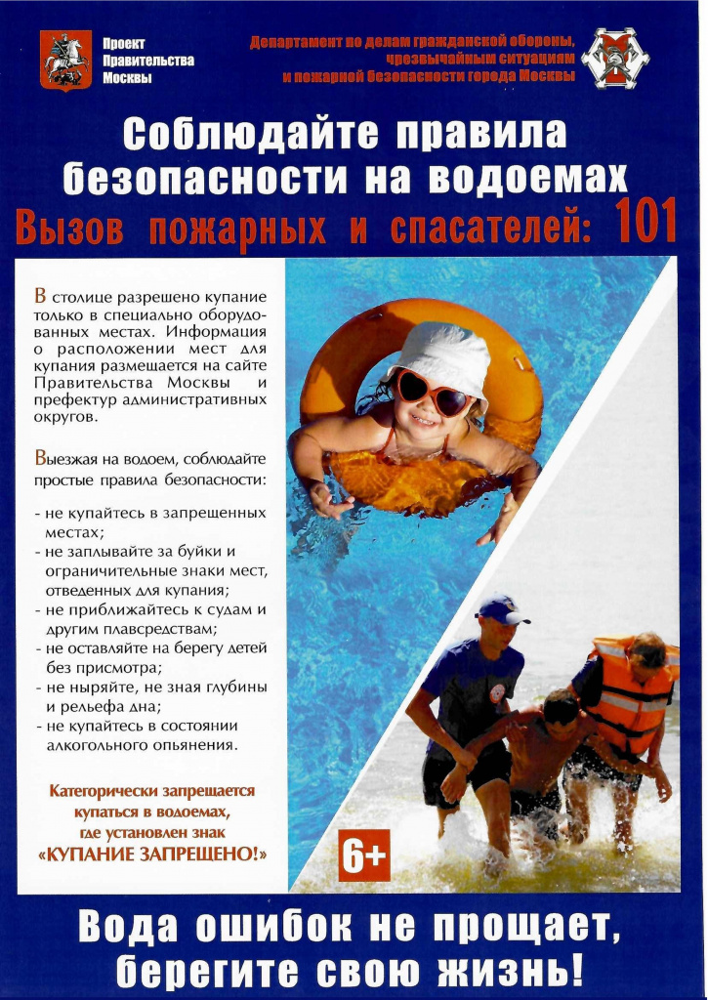 Проект
Правительства
Москвы
Департамент по делам гражданской обороны,
чрезвычайным ситуациям
и пожарной безопасности города Москвы
Соблюдайте правила
безопасности на водоемах
Вызов пожарных и спасателей: 101
В столице разрешено купание
только в специально оборудо-
ванных местах. Информация
о расположении мест для
купания размещается на сайте
Правительства Москвы и
префектур административных
округов.
Выезжая на водоем, соблюдайте
простые правила безопасности:
- не купайтесь в запрещенных
местах;
- не заплывайте за буйки и
ограничительные знаки мест,
отведенных для купания;
- не приближайтесь к судам и
другим плавсредствам;
- не оставляйте на берегу детей
без присмотра;
- не ныряйте, не зная глубины
и рельефа дна;
- не купайтесь в состоянии
алкогольного опьянения.
Категорически запрещается
купаться в водоемах,
где установлен знак
«КУПАНИЕ ЗАПРЕЩЕНО!»
6+
Вода ошибок не прощает,
берегите свою жизнь!